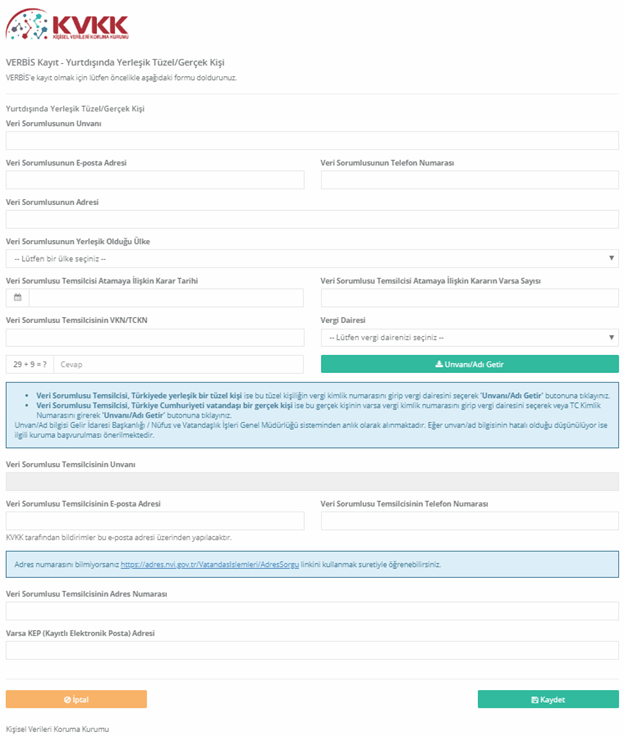 KVKK
KİŞİSEL VERİLERİ KORUMA KURUMU
VERBİS Kayıt - Yurtdışında Yerleşik Tüzel/Gerçek Kişi
VERBİS'e kayıt olmak için lütfen öncelikle aşağıdaki formu doldurunuz.
Yurtdışında Yerleşik Tüzel/Gerçek Kişi
Veri Sorumlusunun Unvanı
Veri Sorumlusunun E-posta Adresi
Veri Sorumlusunun Telefon Numarası
Veri Sorumlusunun Adresi
Veri Sorumlusunun Yerleşik Olduğu Ülke
-- Lütfen bir ülke seçiniz --
Veri Sorumlusu Temsilcisi Atamaya İlişkin Karar Tarihi
Veri Sorumlusu Temsilcisi Atamaya İlişkin Kararın Varsa Sayısı
Veri Sorumlusu Temsilcisinin VKN/TCKN
Vergi Dairesi
-- Lütfen vergi dairenizi seçiniz --
29 + 9 = ? Cevap
Unvanı/Adı Getir
• Veri Sorumlusu Temsilcisi, Türkiyede yerleşik bir tüzel kişi ise bu tüzel kişiliğin vergi kimlik numarasını girip vergi dairesini seçerek 'Unvanı/Adı Getir' butonuna tıklayınız.
• Veri Sorumlusu Temsilcisi, Türkiye Cumhuriyeti vatandaşı bir gerçek kişi ise bu gerçek kişinin varsa vergi kimlik numarasını girip vergi dairesini seçerek veya TC Kimlik
Numarasını girerek 'Unvanı/Adı Getir' butonuna tıklayınız.
Unvan/Ad bilgisi Gelir İdaresi Başkanlığı / Nüfus ve Vatandaşlık İşleri Genel Müdürlüğü sisteminden anlık olarak alınmaktadır. Eğer unvan/ad bilgisinin hatalı olduğu düşünülüyor ise
ilgili kuruma başvurulması önerilmektedir.
Veri Sorumlusu Temsilcisinin Unvanı
Veri Sorumlusu Temsilcisinin E-posta Adresi
Veri Sorumlusu Temsilcisinin Telefon Numarası
KVKK tarafından bildirimler bu e-posta adresi üzerinden yapılacaktır.
Adres numarasını bilmiyorsanız https://adres.nvi.gov.tr/VatandasIslemleri/AdresSorgu linkini kullanmak suretiyle öğrenebilirsiniz.
Veri Sorumlusu Temsilcisinin Adres Numarası
Varsa KEP (Kayıtlı Elektronik Posta) Adresi
İptal
Kaydet
Kişisel Verileri Koruma Kurumu